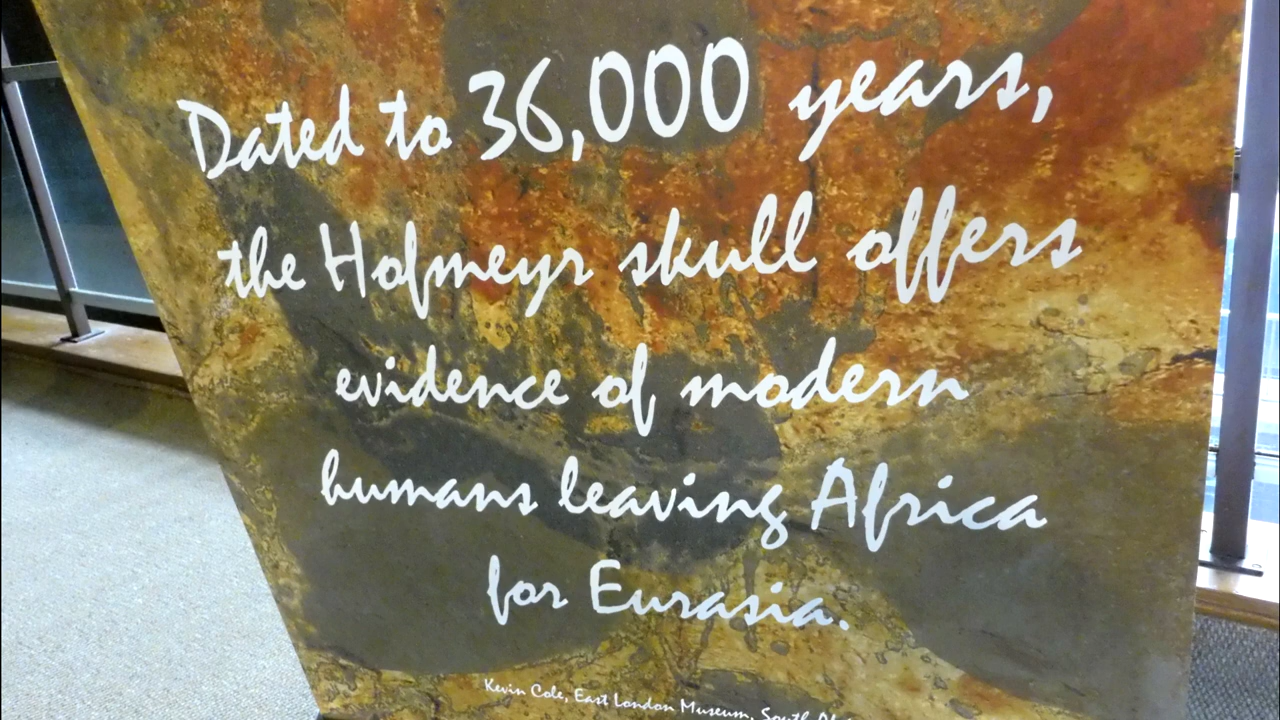 Dated to 36,000 years,
the Hofmeyr skull offers
evidence of modern
humans leaving Africa
for Eurasia.
Kevin Cole, East London Museum, South